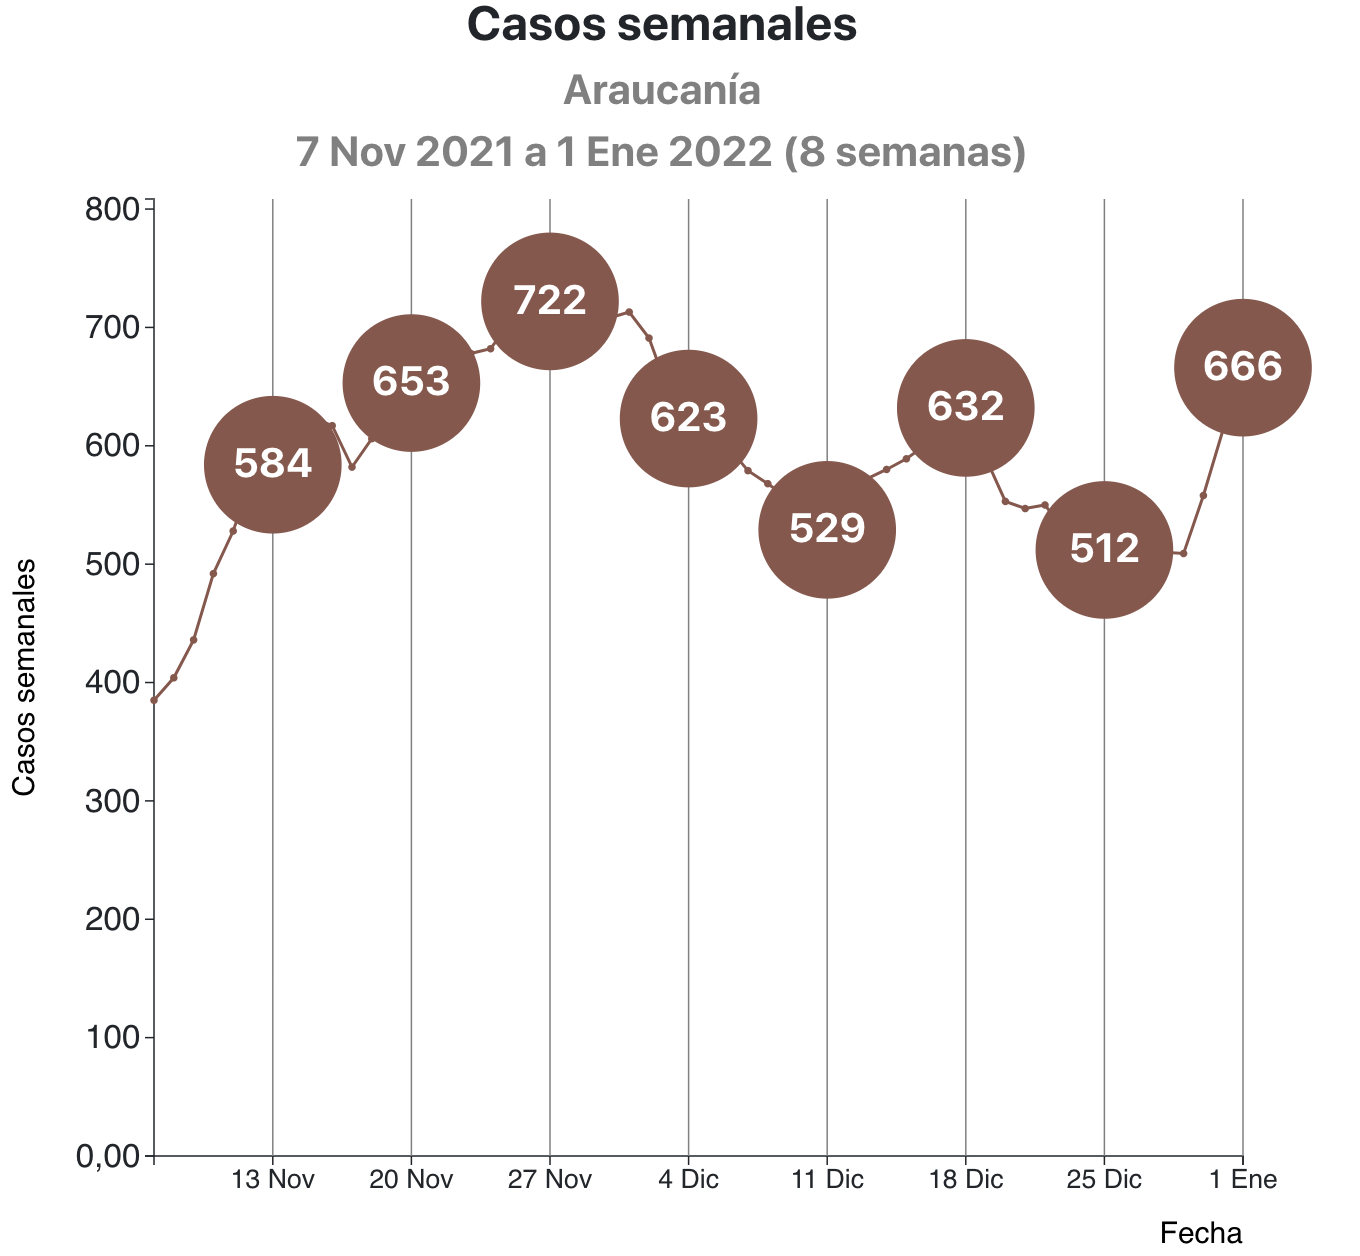 Casos semanales
Araucanía
7 Nov 2021 a 1 Ene 2022 (8 semanas)
800
700
600
500
400
300
200
100
0,00
Casos semanales
584
653
722
623
529
632
512
666
13 Nov
20 Nov
27 Nov
4 Dic
11 Dic
18 Dic
25 Dic
1 Ene
Fecha